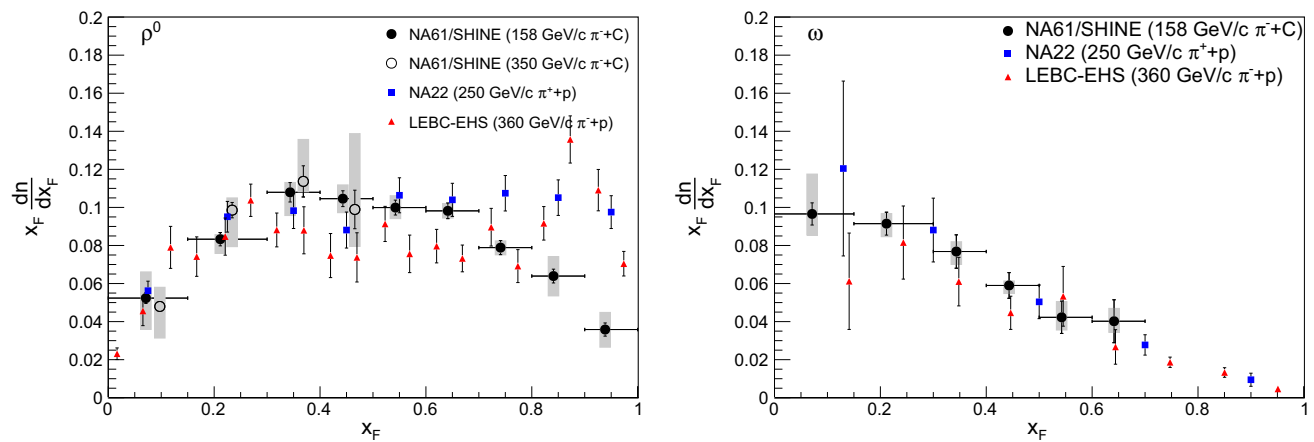 ρ⁰
NA61/SHINE (158 GeV/c π⁻+C)
NA61/SHINE (350 GeV/c π⁻+C)
NA22 (250 GeV/c π⁺+p)
LEBC-EHS (360 GeV/c π⁻+p)
0.2
0.18
0.16
0.14
0.12
0.1
0.08
0.06
0.04
0.02
0
x_F dn/dx_F
0 0.2 0.4 0.6 0.8 1
x_F
ω
NA61/SHINE (158 GeV/c π⁻+C)
NA22 (250 GeV/c π⁺+p)
LEBC-EHS (360 GeV/c π⁻+p)
0.2
0.18
0.16
0.14
0.12
0.1
0.08
0.06
0.04
0.02
0
x_F dn/dx_F
0 0.2 0.4 0.6 0.8 1
x_F